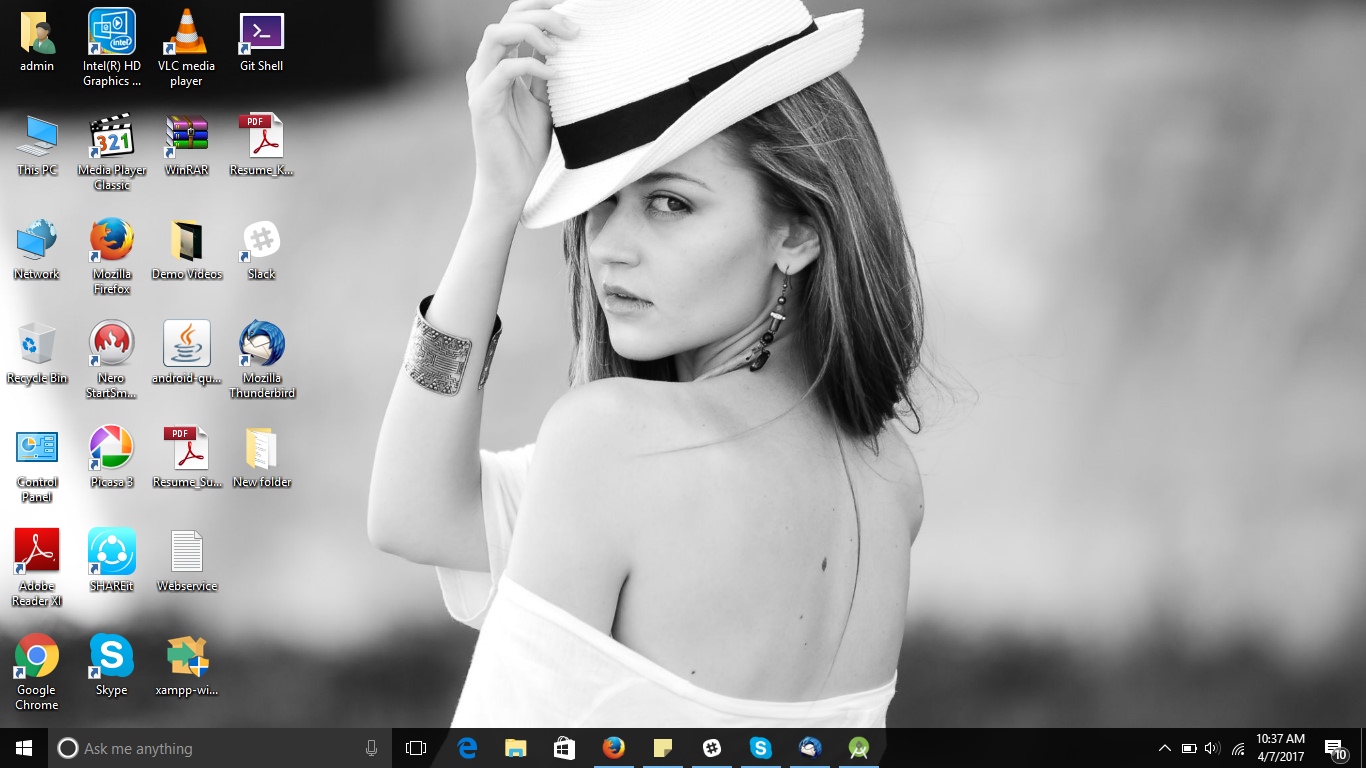 admin
Intel(R) HD
Graphics ...
VLC media
player
Git Shell
This PC
321
Media Player
Classic
WinRAR
PDF
Resume_K...
Network
Mozilla
Firefox
Demo Videos
Slack
Recycle Bin
Nero
StartSm...
android-qu...
Mozilla
Thunderbird
Control
Panel
Picasa 3
PDF
Resume_Su...
New folder
Adobe
Reader XI
SHAREit
Webservice
Google
Chrome
Skype
xampp-wi...
Ask me anything
10:37 AM
4/7/2017
10